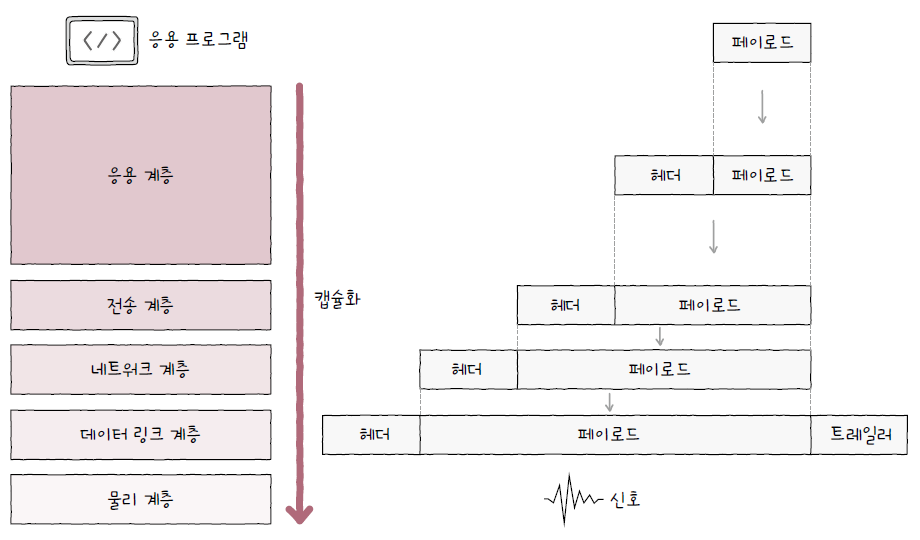 </> 응용 프로그램
페이로드
응용 계층
헤더 페이로드
캡슐화
전송 계층
헤더 페이로드
네트워크 계층
헤더 페이로드
데이터 링크 계층
헤더 페이로드 트레일러
물리 계층
신호